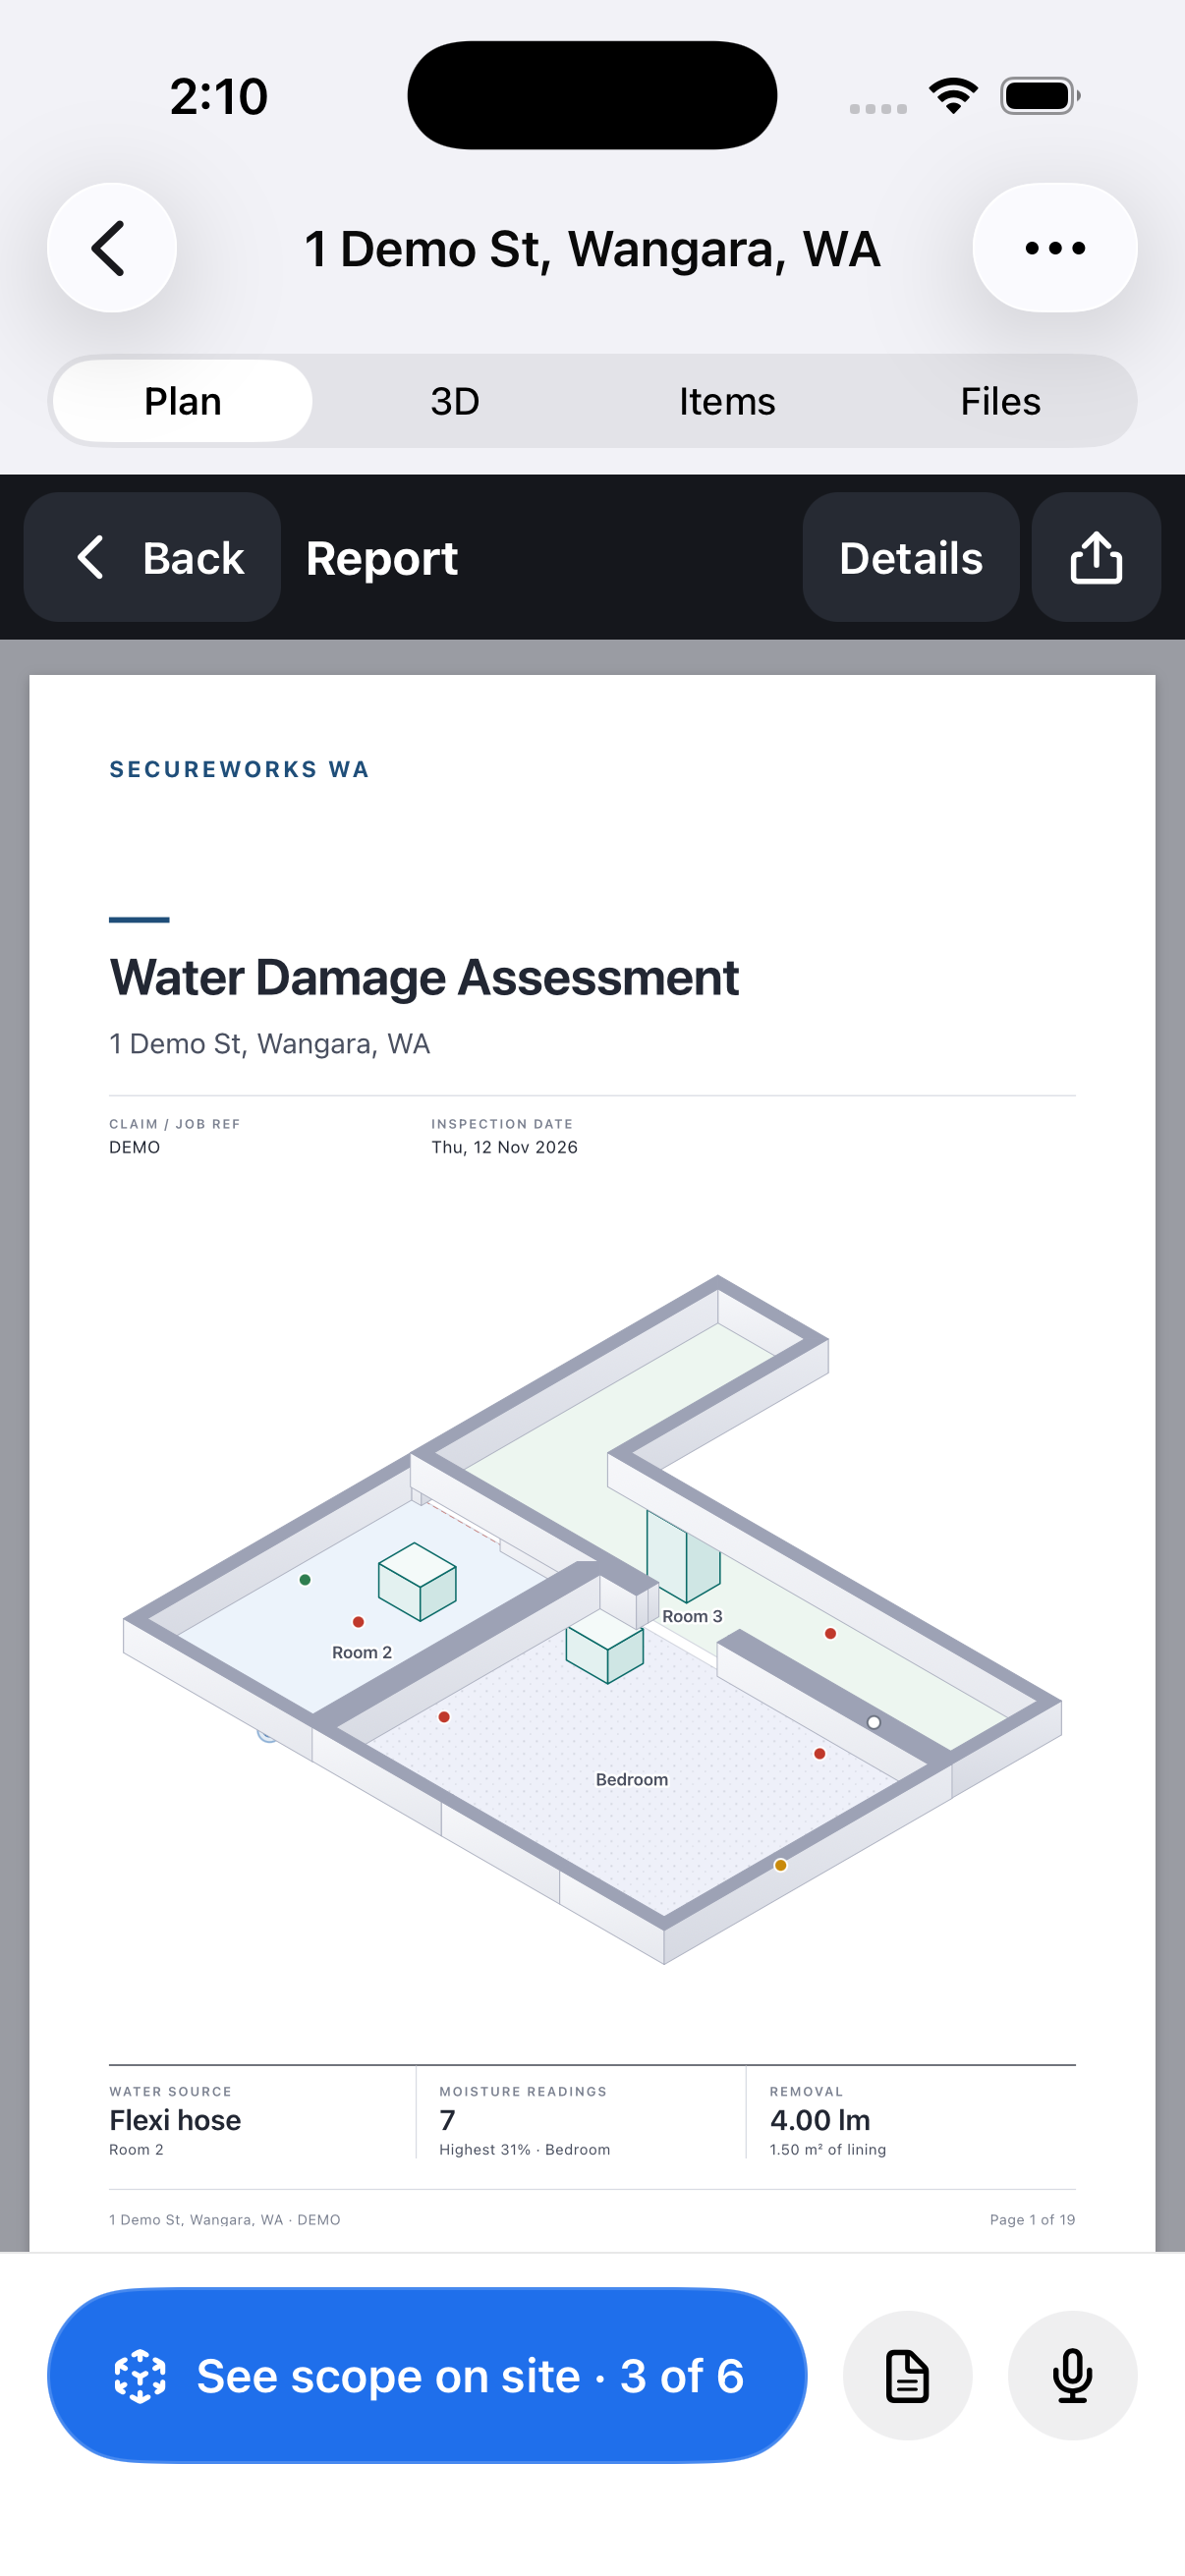 2:10
1 Demo St, Wangara, WA
Plan 3D Items Files
Back Report Details
SECUREWORKS WA
Water Damage Assessment
1 Demo St, Wangara, WA
CLAIM / JOB REF INSPECTION DATE
DEMO Thu, 12 Nov 2026
Room 3
Room 2
Bedroom
WATER SOURCE MOISTURE READINGS REMOVAL
Flexi hose 7 4.00 lm
Room 2 Highest 31% · Bedroom 1.50 m² of lining
1 Demo St, Wangara, WA · DEMO Page 1 of 19
See scope on site · 3 of 6